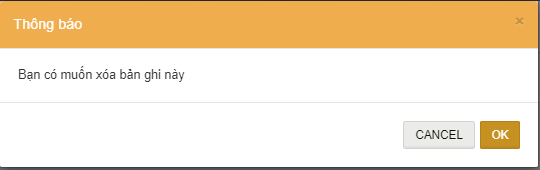 Thông báo
×
Bạn có muốn xóa bản ghi này
CANCEL
OK